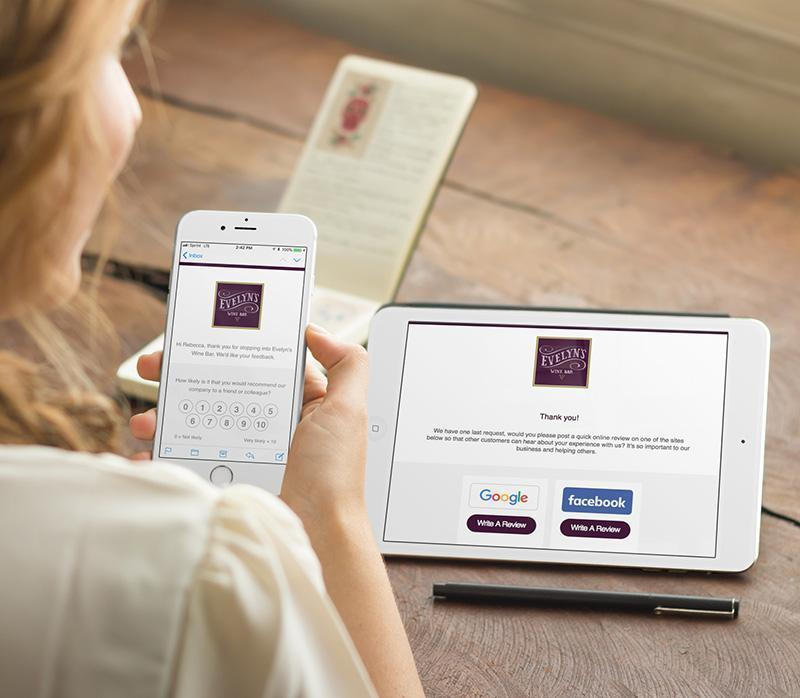 Sprint LTE 2:42 PM 100%
Inbox
EVELYN'S
WINE BAR
Hi Rebecca, thank you for stopping into Evelyn's
Wine Bar. We'd like your feedback.
How likely is it that you would recommend our
company to a friend or colleague?
0 1 2 3 4 5
6 7 8 9 10
0 = Not likely Very likely = 10
EVELYN'S
WINE BAR
Thank you!
We have one last request, would you please post a quick online review on one of the sites
below so that other customers can hear about your experience with us? It's so important to our
business and helping others.
Google facebook
Write A Review Write A Review